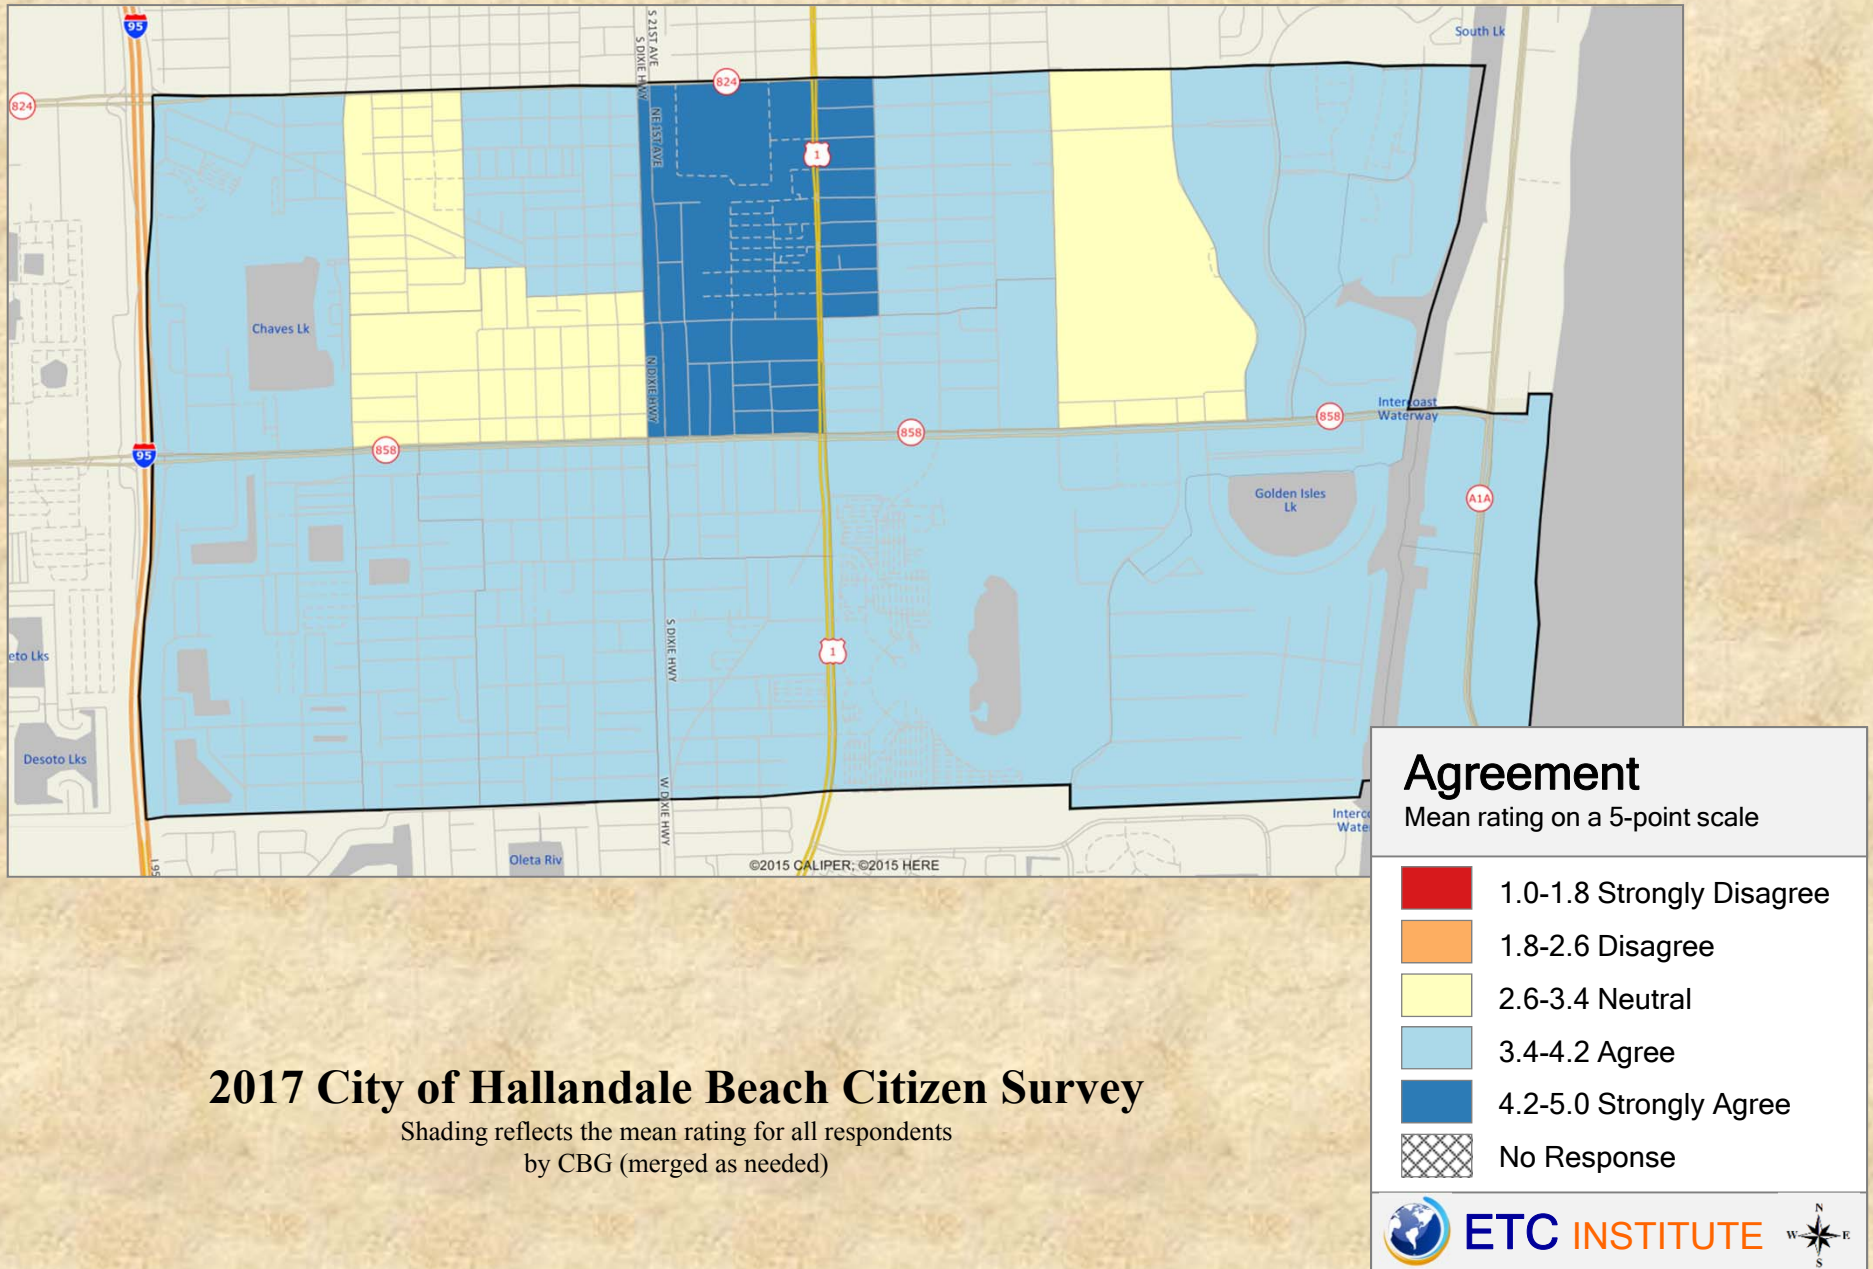 95
S 21ST AVE
S DIXIE HWY
South Lk
824
824
NE 1ST AVE
1
Chaves Lk
N DIXIE HWY
Intercoast
Waterway
858
858
858
95
Golden Isles
Lk
A1A
S DIXIE HWY
1
eto Lks
Desoto Lks
W DIXIE HWY
Interco
Wate
Oleta Riv
I 95
©2015 CALIPER; ©2015 HERE
Agreement
Mean rating on a 5-point scale
1.0-1.8 Strongly Disagree
1.8-2.6 Disagree
2.6-3.4 Neutral
3.4-4.2 Agree
4.2-5.0 Strongly Agree
No Response
2017 City of Hallandale Beach Citizen Survey
Shading reflects the mean rating for all respondents
by CBG (merged as needed)
ETC INSTITUTE
N
W E
S